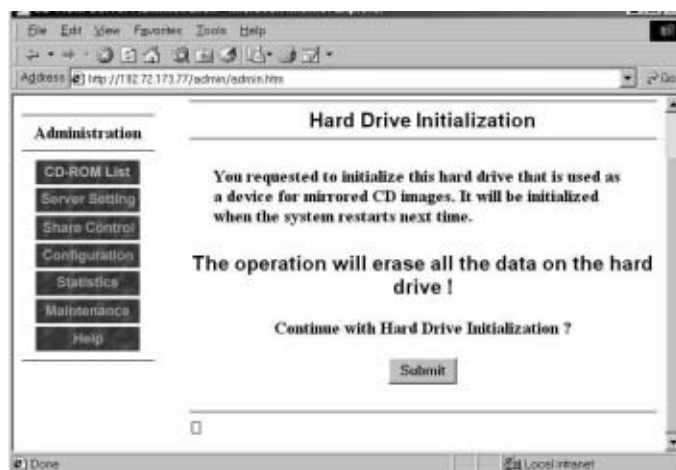 File Edit View Favorites Tools Help
Address http://192.72.173.77/admin/admin.htm Go
Administration
CD-ROM List
Server Setting
Share Control
Configuration
Statistics
Maintenance
Help
Hard Drive Initialization
You requested to initialize this hard drive that is used as
a device for mirrored CD images. It will be initialized
when the system restarts next time.
The operation will erase all the data on the hard
drive !
Continue with Hard Drive Initialization ?
Submit
Done
Local intranet